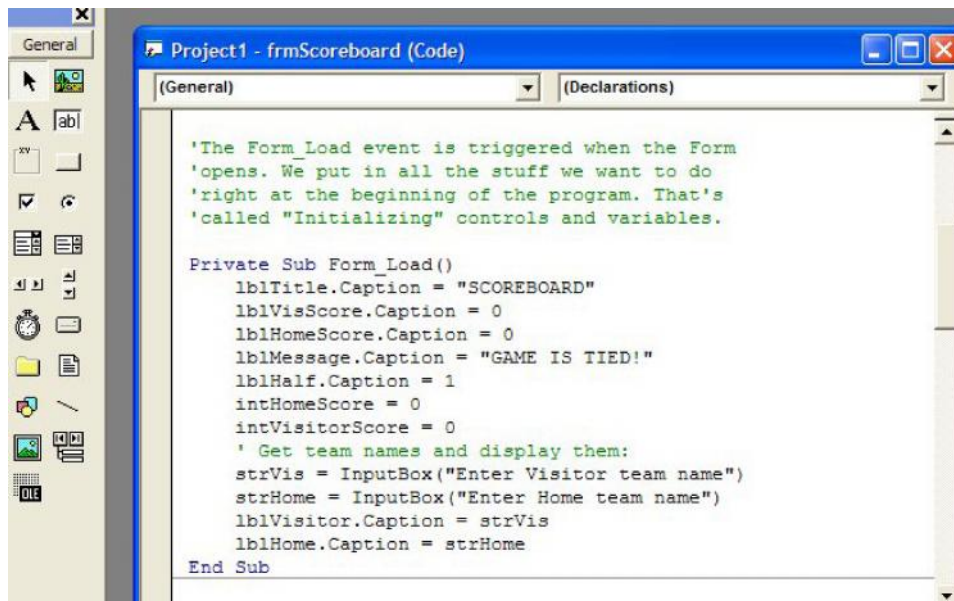 General
Project1 - frmScoreboard (Code)
(General)
(Declarations)
A
ab
xv
OLE
'The Form_Load event is triggered when the Form
'opens. We put in all the stuff we want to do
'right at the beginning of the program. That's
'called "Initializing" controls and variables.
Private Sub Form_Load()
lblTitle.Caption = "SCOREBOARD"
lblVisScore.Caption = 0
lblHomeScore.Caption = 0
lblMessage.Caption = "GAME IS TIED!"
lblHalf.Caption = 1
intHomeScore = 0
intVisitorScore = 0
' Get team names and display them:
strVis = InputBox("Enter Visitor team name")
strHome = InputBox("Enter Home team name")
lblVisitor.Caption = strVis
lblHome.Caption = strHome
End Sub